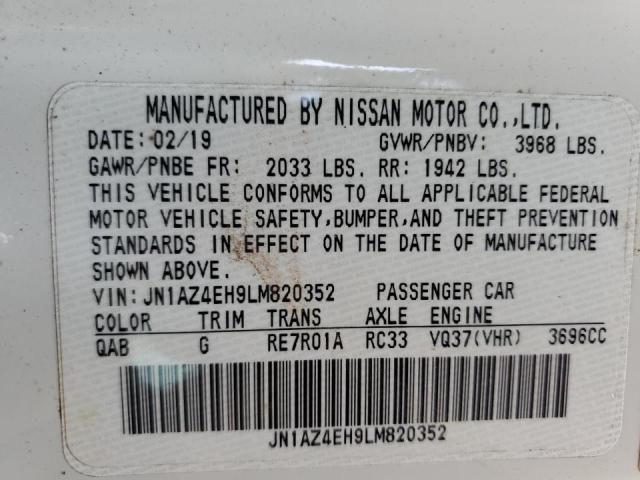 MANUFACTURED BY NISSAN MOTOR CO.,LTD.
DATE: 02/19 GVWR/PNBV: 3968 LBS.
GAWR/PNBE FR: 2033 LBS. RR: 1942 LBS.
THIS VEHICLE CONFORMS TO ALL APPLICABLE FEDERAL
MOTOR VEHICLE SAFETY,BUMPER,AND THEFT PREVENTION
STANDARDS IN EFFECT ON THE DATE OF MANUFACTURE
SHOWN ABOVE.
VIN: JN1AZ4EH9LM820352 PASSENGER CAR
COLOR TRIM TRANS AXLE ENGINE
QAB G RE7R01A RC33 VQ37(VHR) 3696CC
JN1AZ4EH9LM820352